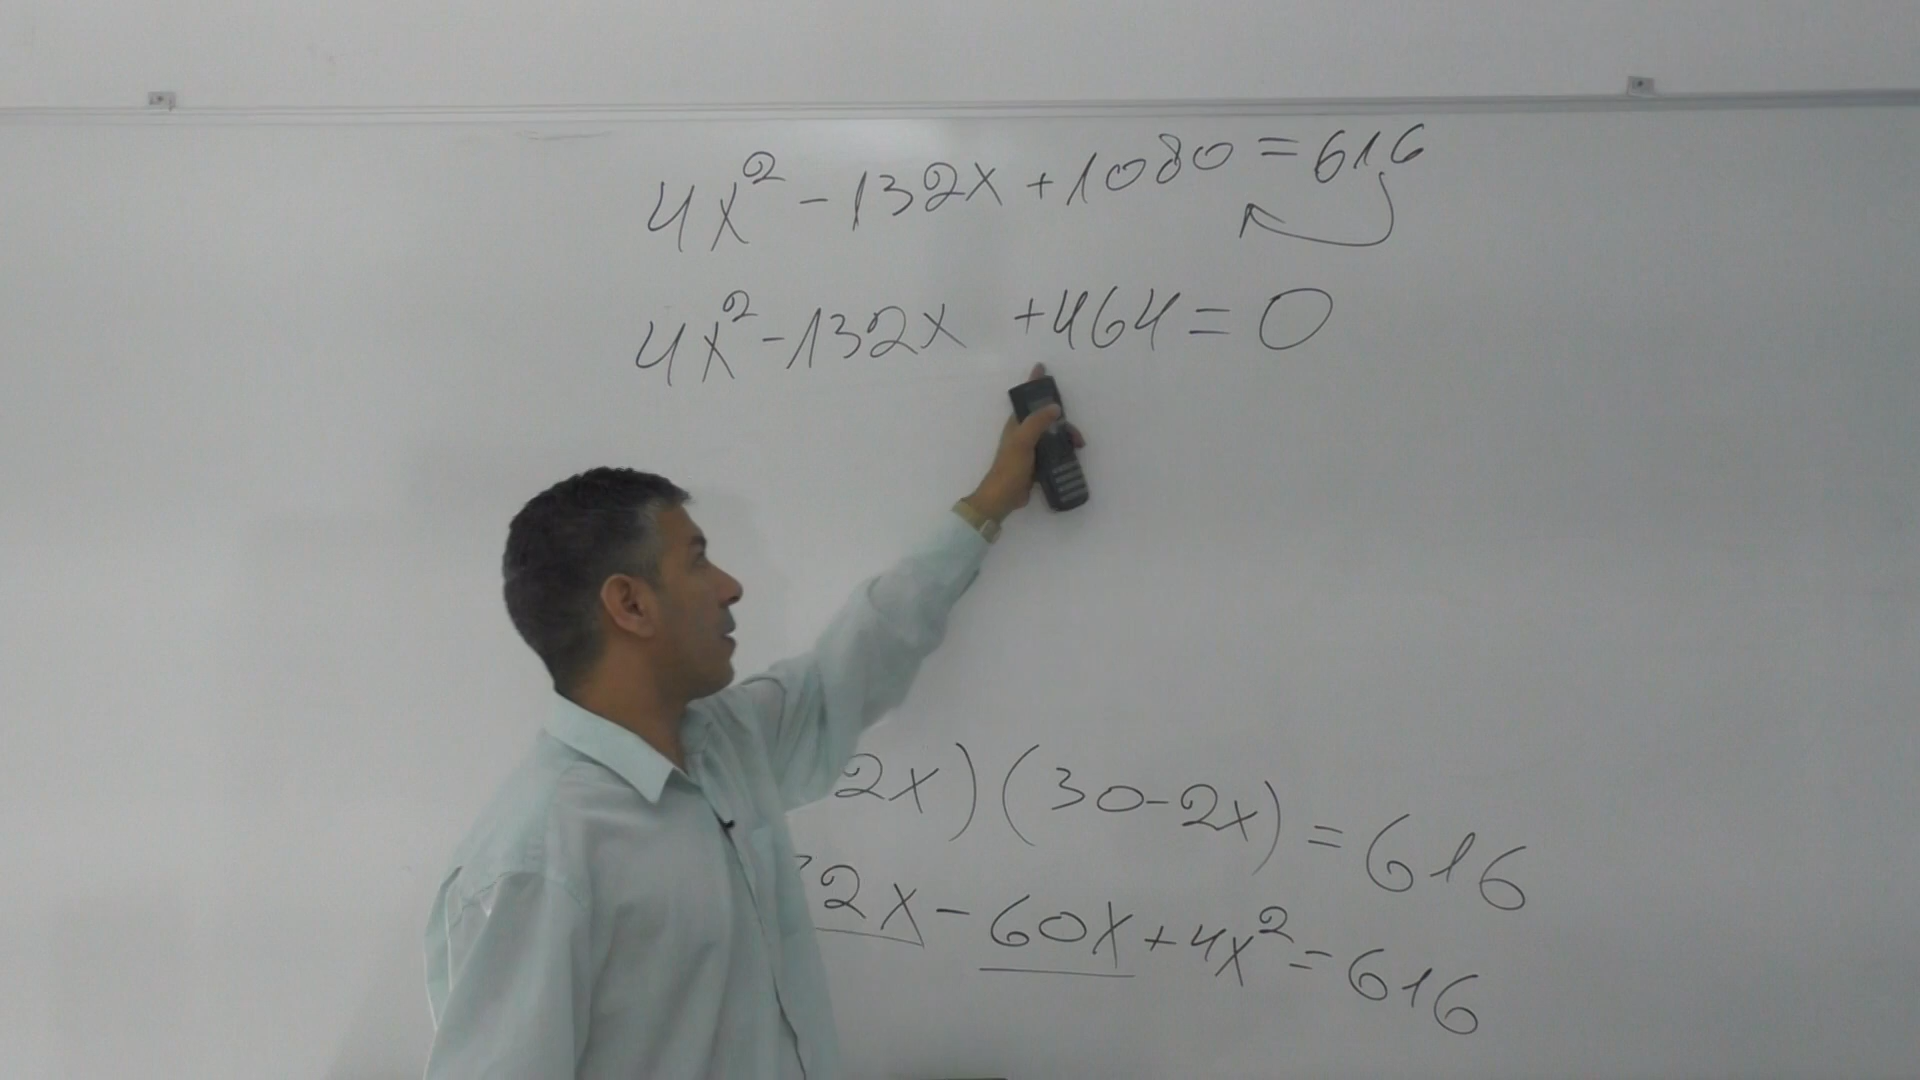 4x² - 132x + 1080 = 616
4x² - 132x + 464 = 0
2x) (30 - 2x) = 616
2x - 60x + 4x² = 616